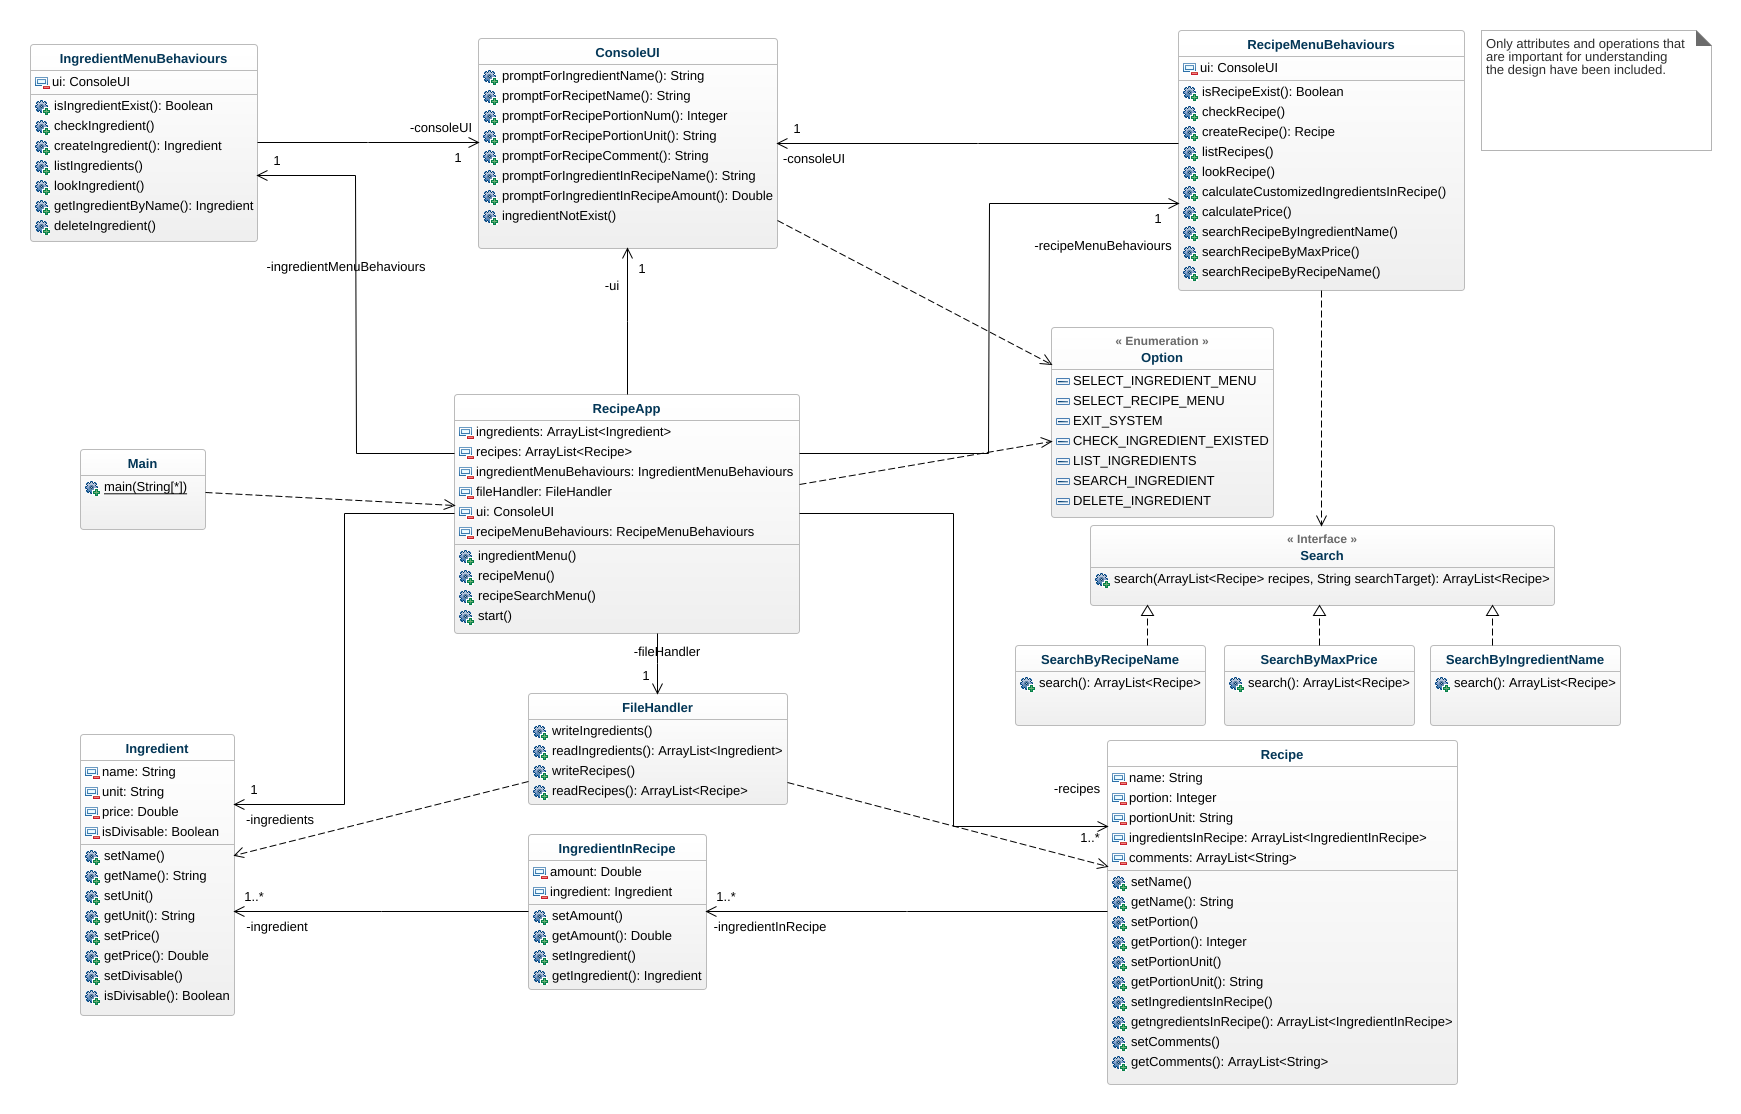 IngredientMenuBehaviours
ui: ConsoleUI
isIngredientExist(): Boolean
checkIngredient()
createIngredient(): Ingredient
listIngredients()
lookIngredient()
getIngredientByName(): Ingredient
deleteIngredient()
-consoleUI
1
1
-ingredientMenuBehaviours
ConsoleUI
promptForIngredientName(): String
promptForRecipetName(): String
promptForRecipePortionNum(): Integer
promptForRecipePortionUnit(): String
promptForRecipeComment(): String
promptForIngredientInRecipeName(): String
promptForIngredientInRecipeAmount(): Double
ingredientNotExist()
1
-ui
1
-consoleUI
1
-recipeMenuBehaviours
RecipeMenuBehaviours
ui: ConsoleUI
isRecipeExist(): Boolean
checkRecipe()
createRecipe(): Recipe
listRecipes()
lookRecipe()
calculateCustomizedIngredientsInRecipe()
calculatePrice()
searchRecipeByIngredientName()
searchRecipeByMaxPrice()
searchRecipeByRecipeName()
Only attributes and operations that
are important for understanding
the design have been included.
« Enumeration »
Option
SELECT_INGREDIENT_MENU
SELECT_RECIPE_MENU
EXIT_SYSTEM
CHECK_INGREDIENT_EXISTED
LIST_INGREDIENTS
SEARCH_INGREDIENT
DELETE_INGREDIENT
Main
main(String[*])
RecipeApp
ingredients: ArrayList<Ingredient>
recipes: ArrayList<Recipe>
ingredientMenuBehaviours: IngredientMenuBehaviours
fileHandler: FileHandler
ui: ConsoleUI
recipeMenuBehaviours: RecipeMenuBehaviours
ingredientMenu()
recipeMenu()
recipeSearchMenu()
start()
« Interface »
Search
search(ArrayList<Recipe> recipes, String searchTarget): ArrayList<Recipe>
SearchByRecipeName
search(): ArrayList<Recipe>
SearchByMaxPrice
search(): ArrayList<Recipe>
SearchByIngredientName
search(): ArrayList<Recipe>
-fileHandler
1
FileHandler
writeIngredients()
readIngredients(): ArrayList<Ingredient>
writeRecipes()
readRecipes(): ArrayList<Recipe>
Ingredient
name: String
unit: String
price: Double
isDivisable: Boolean
setName()
getName(): String
setUnit()
getUnit(): String
setPrice()
getPrice(): Double
setDivisable()
isDivisable(): Boolean
1
-ingredients
1..*
-ingredient
IngredientInRecipe
amount: Double
ingredient: Ingredient
setAmount()
getAmount(): Double
setIngredient()
getIngredient(): Ingredient
1..*
-ingredientInRecipe
-recipes
1..*
Recipe
name: String
portion: Integer
portionUnit: String
ingredientsInRecipe: ArrayList<IngredientInRecipe>
comments: ArrayList<String>
setName()
getName(): String
setPortion()
getPortion(): Integer
setPortionUnit()
getPortionUnit(): String
setIngredientsInRecipe()
getngredientsInRecipe(): ArrayList<IngredientInRecipe>
setComments()
getComments(): ArrayList<String>